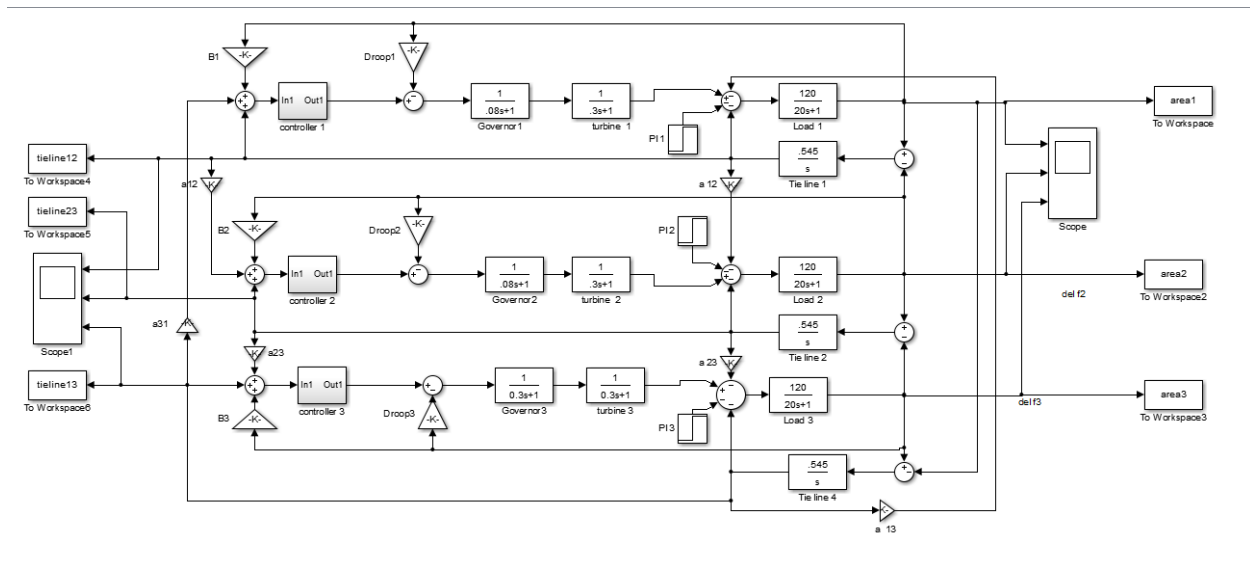 B1
-K-
Droop1
-K-
In1 Out1
controller 1
1
.08s+1
Governor1
1
.3s+1
turbine 1
PI1
120
20s+1
Load 1
area1
To Workspace
tieline12
To Workspace4
a12
-K-
a 12
-K-
.545
s
Tie line 1
Scope
tieline23
To Workspace5
B2
-K-
Droop2
-K-
PI2
In1 Out1
controller 2
1
.08s+1
Governor2
1
.3s+1
turbine 2
120
20s+1
Load 2
area2
To Workspace2
del f2
Scope1
a31
-K-
.545
s
Tie line 2
a23
-K-
a 23
-K-
tieline13
To Workspace6
In1 Out1
controller 3
1
0.3s+1
Governor3
1
0.3s+1
turbine 3
120
20s+1
Load 3
area3
To Workspace3
del f3
B3
-K-
Droop3
-K-
PI3
.545
s
Tie line 4
K-
a 13